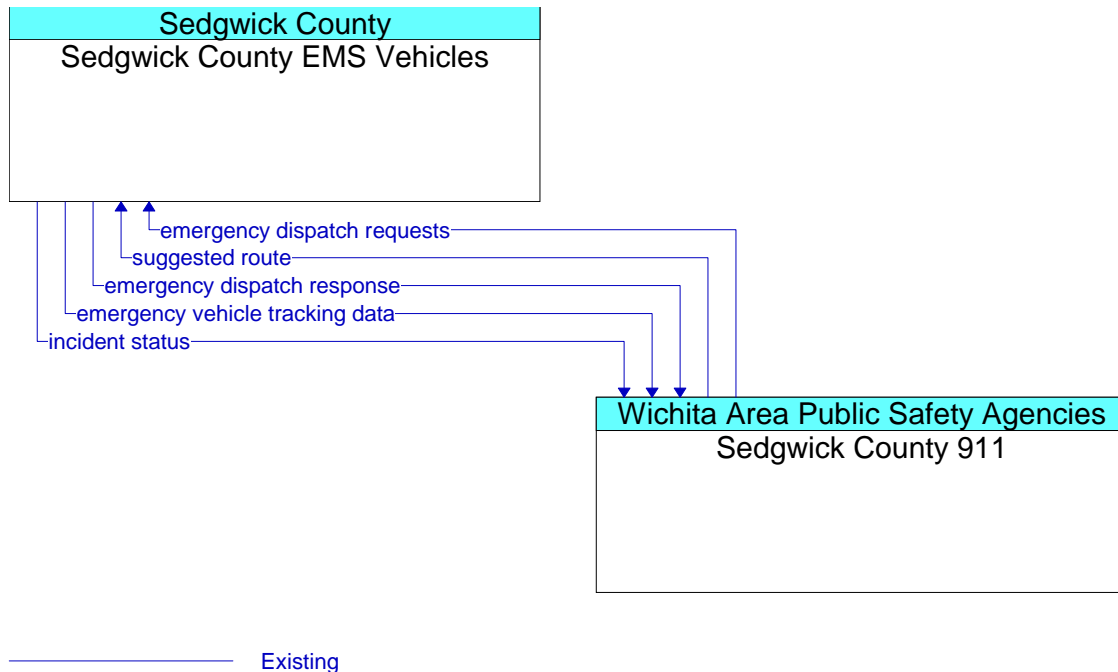 Sedgwick County
Sedgwick County EMS Vehicles
emergency dispatch requests
suggested route
emergency dispatch response
emergency vehicle tracking data
incident status
Wichita Area Public Safety Agencies
Sedgwick County 911
Existing